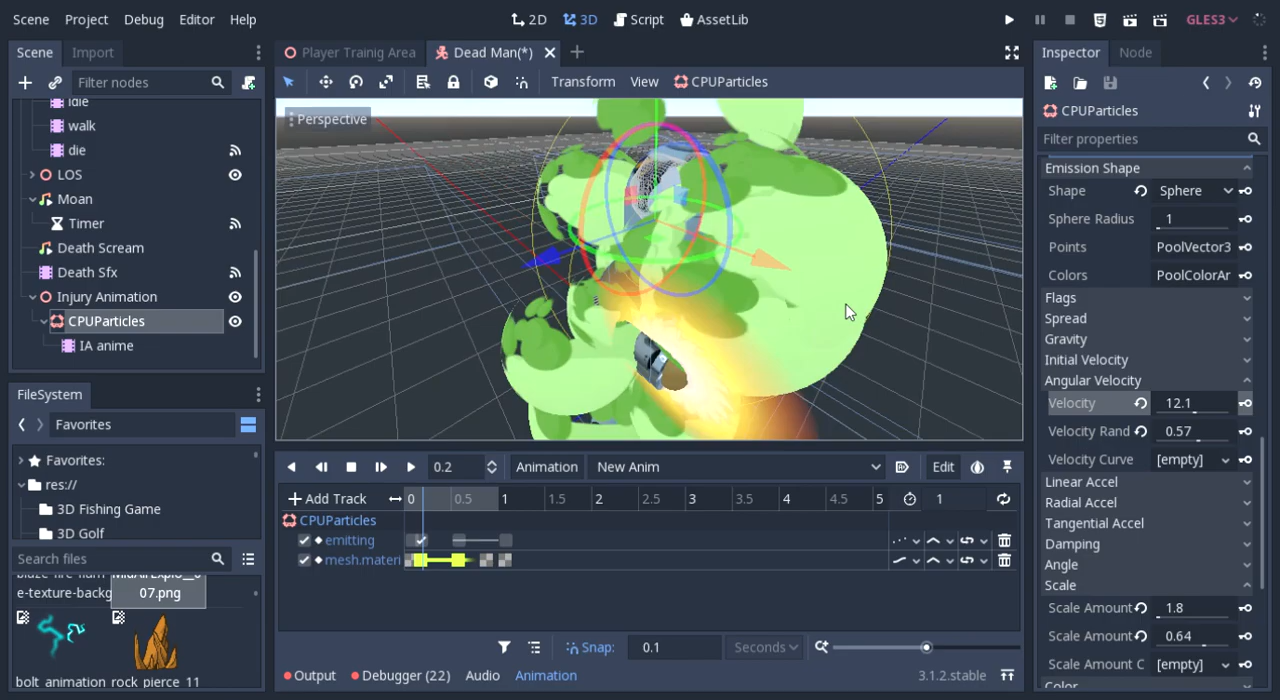 Scene Project Debug Editor Help
2D 3D Script AssetLib
GLES3
Scene Import
Player Trainig Area Dead Man(*)
Inspector Node
Filter nodes
Transform View CPUParticles
idle
walk
die
LOS
Moan
Timer
Death Scream
Death Sfx
Injury Animation
CPUParticles
IA anime
Perspective
CPUParticles
Filter properties
Emission Shape
Shape Sphere
Sphere Radius 1
Points PoolVector3
Colors PoolColorAr
Flags
Spread
Gravity
Initial Velocity
Angular Velocity
Velocity 12.1
Velocity Rand 0.57
Velocity Curve [empty]
Linear Accel
Radial Accel
Tangential Accel
Damping
Angle
Scale
Scale Amount 1.8
Scale Amount 0.64
Scale Amount C [empty]
Color
FileSystem
Favorites
Favorites:
res://
3D Fishing Game
3D Golf
Search files
e-texture-backg
07.png
bolt_animation rock_pierce_11
0.2 Animation New Anim Edit
Add Track 0 0.5 1 1.5 2 2.5 3 3.5 4 4.5 5 1
CPUParticles
emitting
mesh.materi
Snap: 0.1 Seconds
Output Debugger (22) Audio Animation 3.1.2.stable